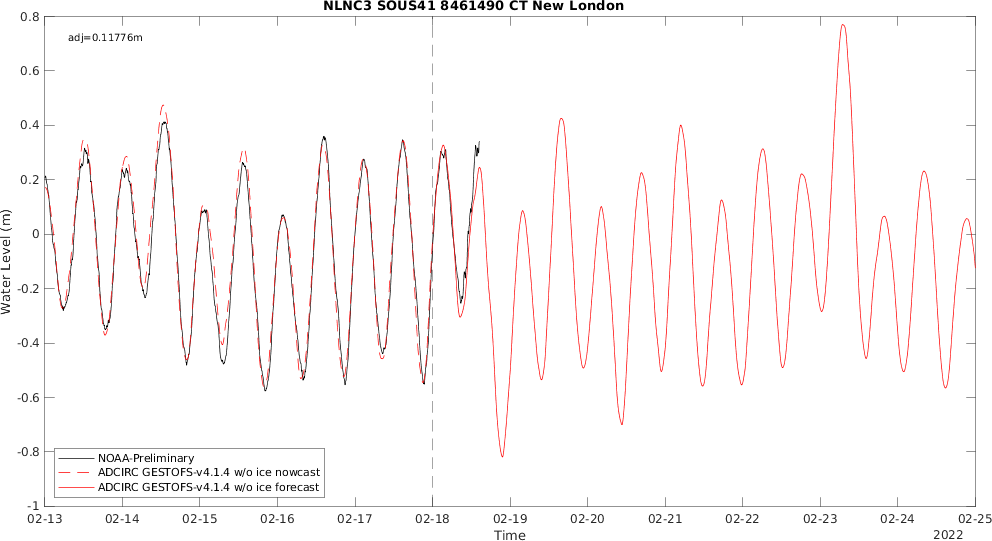 NLNC3 SOUS41 8461490 CT New London
adj=0.11776m
0.8
0.6
0.4
0.2
0
-0.2
-0.4
-0.6
-0.8
-1
Water Level (m)
NOAA-Preliminary
ADCIRC GESTOFS-v4.1.4 w/o ice nowcast
ADCIRC GESTOFS-v4.1.4 w/o ice forecast
02-13 02-14 02-15 02-16 02-17 02-18 02-19 02-20 02-21 02-22 02-23 02-24 02-25
Time
2022